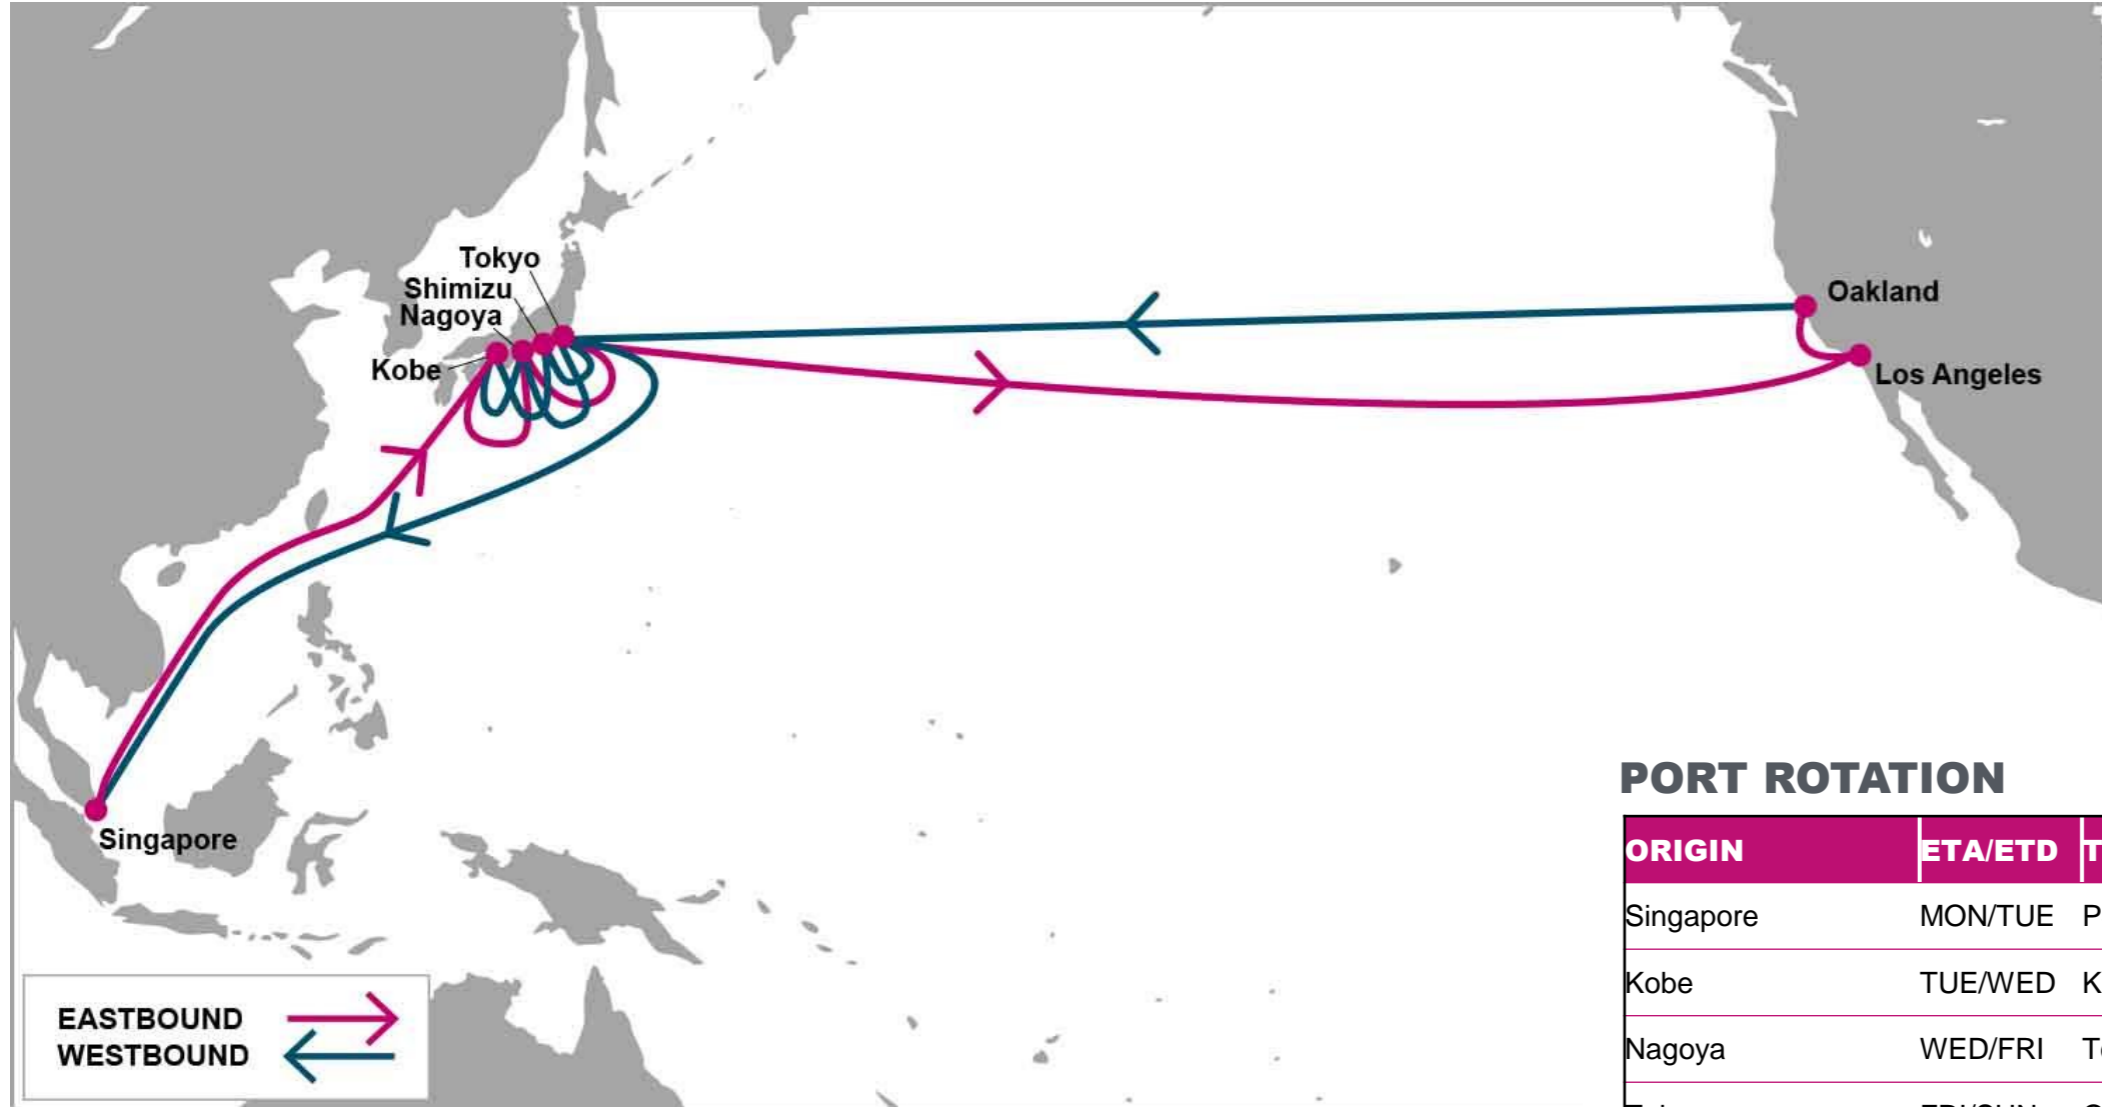 Tokyo
Shimizu
Nagoya
Kobe
Oakland
Los Angeles
Singapore
EASTBOUND
WESTBOUND
PORT ROTATION
ORIGIN ETA/ETD
Singapore MON/TUE
Kobe TUE/WED
Nagoya WED/FRI